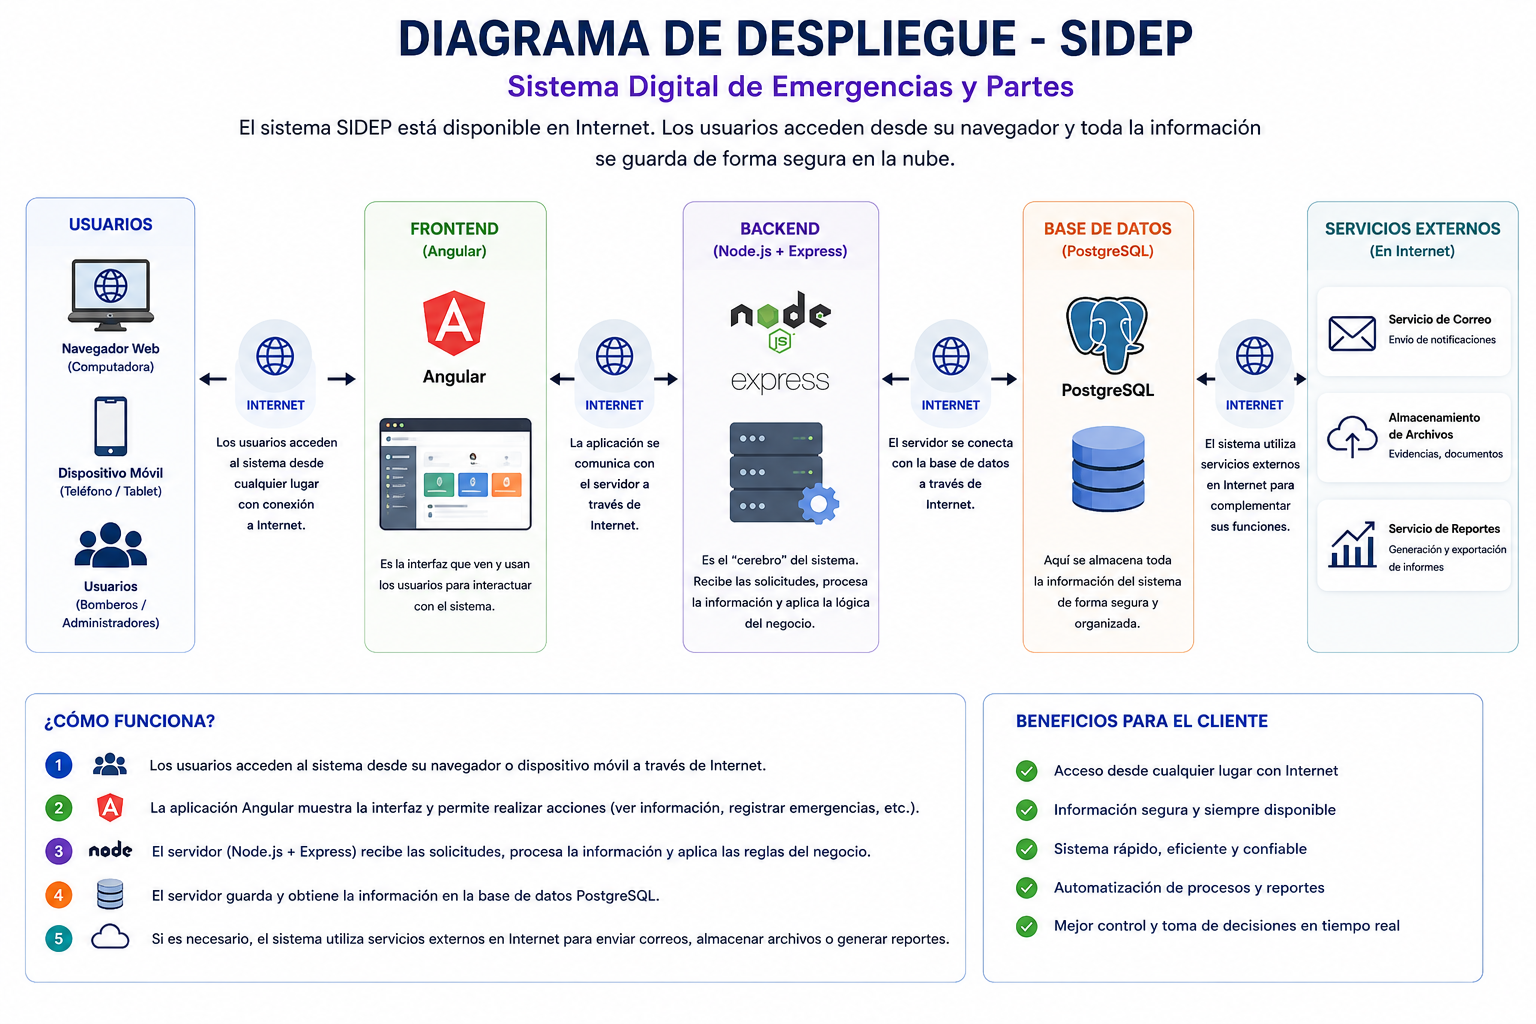 DIAGRAMA DE DESPLIEGUE - SIDEP
Sistema Digital de Emergencias y Partes
El sistema SIDEP está disponible en Internet. Los usuarios acceden desde su navegador y toda la información
se guarda de forma segura en la nube.
USUARIOS
Navegador Web
(Computadora)
Dispositivo Móvil
(Teléfono / Tablet)
Usuarios
(Bomberos /
Administradores)
INTERNET
Los usuarios acceden
al sistema desde
cualquier lugar
con conexión
a Internet.
FRONTEND
(Angular)
A
Angular
Es la interfaz que ven y usan
los usuarios para interactuar
con el sistema.
INTERNET
La aplicación se
comunica con
el servidor a
través de
Internet.
BACKEND
(Node.js + Express)
node
JS
express
Es el “cerebro” del sistema.
Recibe las solicitudes, procesa
la información y aplica la lógica
del negocio.
INTERNET
El servidor se conecta
con la base de datos
a través de
Internet.
BASE DE DATOS
(PostgreSQL)
PostgreSQL
Aquí se almacena toda
la información del sistema
de forma segura y
organizada.
INTERNET
El sistema utiliza
servicios externos
en Internet para
complementar
sus funciones.
SERVICIOS EXTERNOS
(En Internet)
Servicio de Correo
Envío de notificaciones
Almacenamiento
de Archivos
Evidencias, documentos
Servicio de Reportes
Generación y exportación
de informes
¿CÓMO FUNCIONA?
1 Los usuarios acceden al sistema desde su navegador o dispositivo móvil a través de Internet.
2 A La aplicación Angular muestra la interfaz y permite realizar acciones (ver información, registrar emergencias, etc.).
3 node El servidor (Node.js + Express) recibe las solicitudes, procesa la información y aplica las reglas del negocio.
4 El servidor guarda y obtiene la información en la base de datos PostgreSQL.
5 Si es necesario, el sistema utiliza servicios externos en Internet para enviar correos, almacenar archivos o generar reportes.
BENEFICIOS PARA EL CLIENTE
Acceso desde cualquier lugar con Internet
Información segura y siempre disponible
Sistema rápido, eficiente y confiable
Automatización de procesos y reportes
Mejor control y toma de decisiones en tiempo real